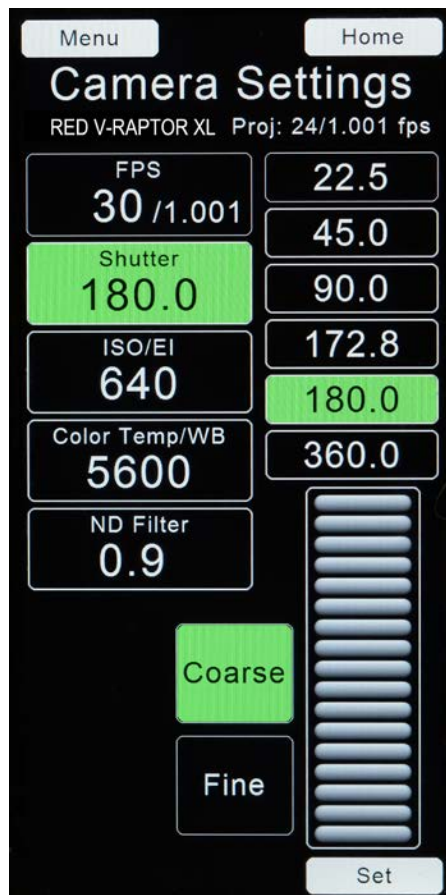 Menu
Home
Camera Settings
RED V-RAPTOR XL Proj: 24/1.001 fps
FPS
30 /1.001
Shutter
180.0
ISO/EI
640
Color Temp/WB
5600
ND Filter
0.9
22.5
45.0
90.0
172.8
180.0
360.0
Coarse
Fine
Set